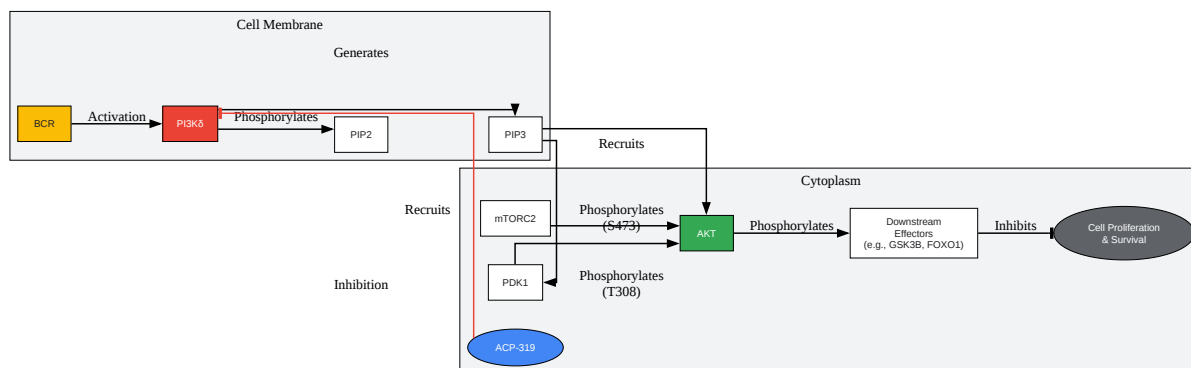 Cell Membrane
Generates
BCR
Activation
PI3Kδ
Phosphorylates
PIP2
PIP3
Recruits
Cytoplasm
Recruits
mTORC2
Phosphorylates
(S473)
AKT
Phosphorylates
Downstream
Effectors
(e.g., GSK3B, FOXO1)
Inhibits
Cell Proliferation
& Survival
Inhibition
PDK1
Phosphorylates
(T308)
ACP-319